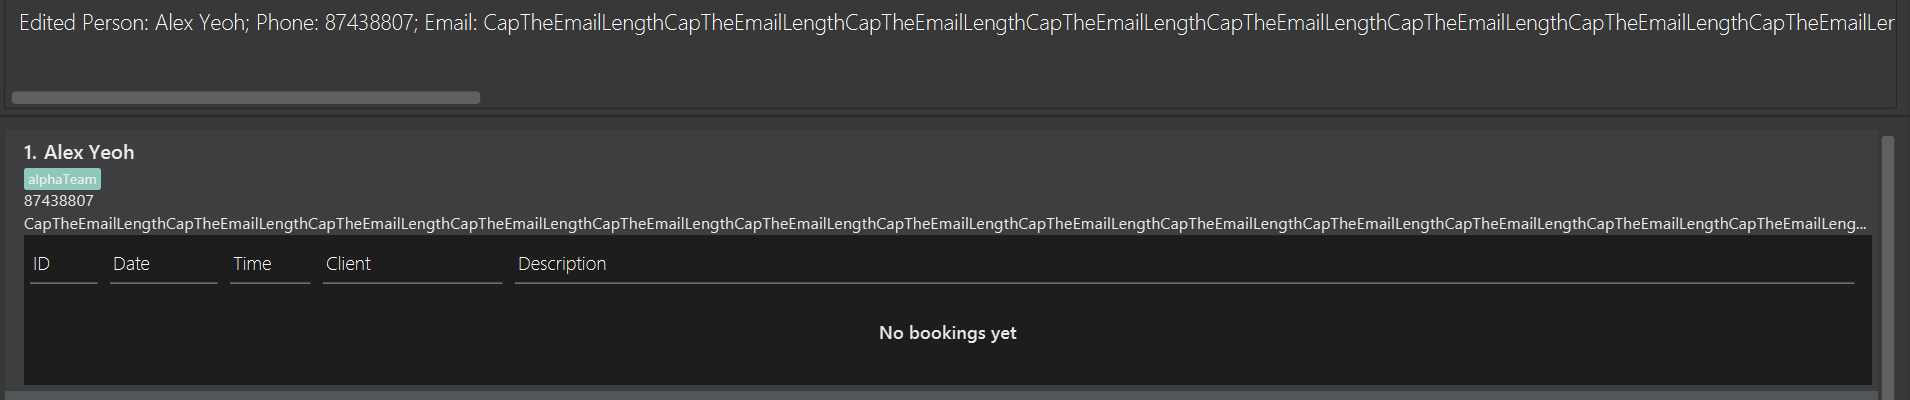 Edited Person: Alex Yeoh; Phone: 87438807; Email: CapTheEmailLengthCapTheEmailLengthCapTheEmailLengthCapTheEmailLengthCapTheEmailLengthCapTheEmailLengthCapTheEmailLengthCapTheEmailLer
1. Alex Yeoh
alphaTeam
87438807
CapTheEmailLengthCapTheEmailLengthCapTheEmailLengthCapTheEmailLengthCapTheEmailLengthCapTheEmailLengthCapTheEmailLengthCapTheEmailLengthCapTheEmailLengthCapTheEmailLengthCapTheEmailLengthCapTheEmailLengthCapTheEmailLeng...
ID Date Time Client Description
No bookings yet